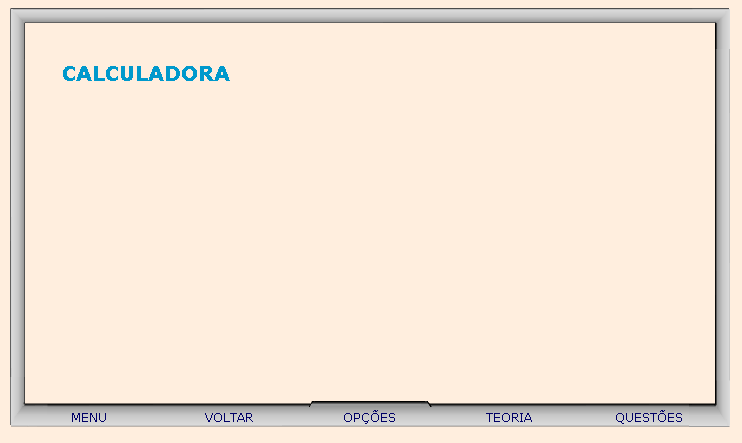 CALCULADORA
MENU VOLTAR OPÇÕES TEORIA QUESTÕES